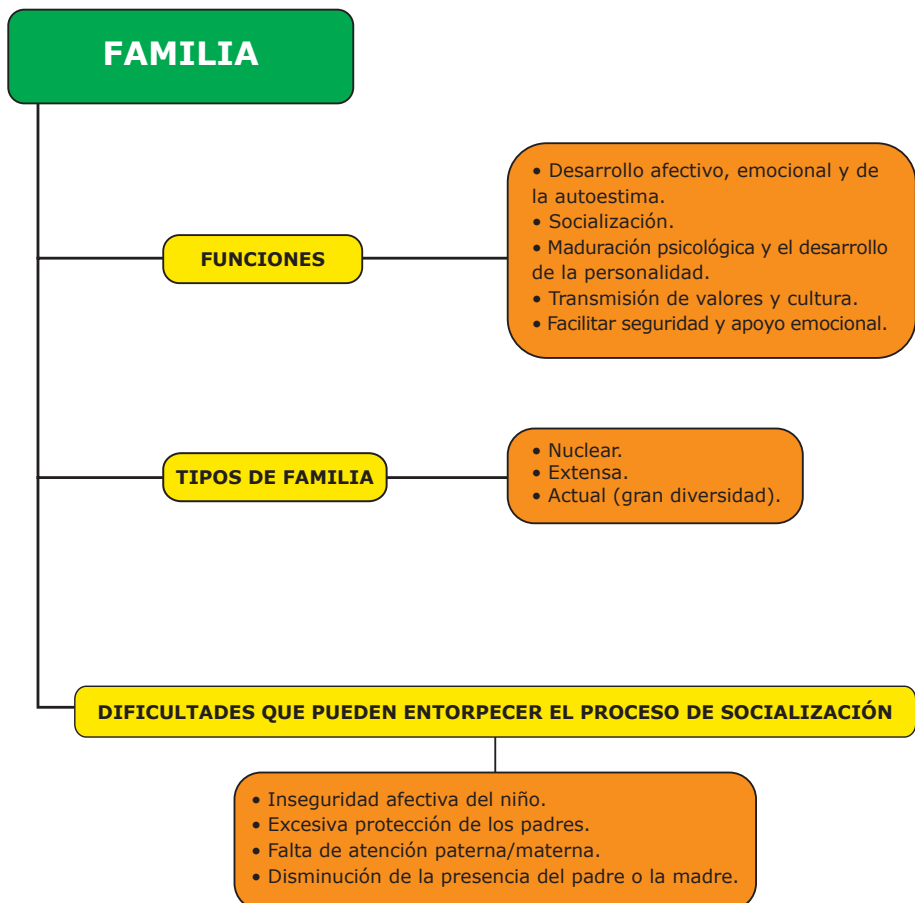 FAMILIA
FUNCIONES
• Desarrollo afectivo, emocional y de
la autoestima.
• Socialización.
• Maduración psicológica y el desarrollo
de la personalidad.
• Transmisión de valores y cultura.
• Facilitar seguridad y apoyo emocional.
TIPOS DE FAMILIA
• Nuclear.
• Extensa.
• Actual (gran diversidad).
DIFICULTADES QUE PUEDEN ENTORPECER EL PROCESO DE SOCIALIZACIÓN
• Inseguridad afectiva del niño.
• Excesiva protección de los padres.
• Falta de atención paterna/materna.
• Disminución de la presencia del padre o la madre.